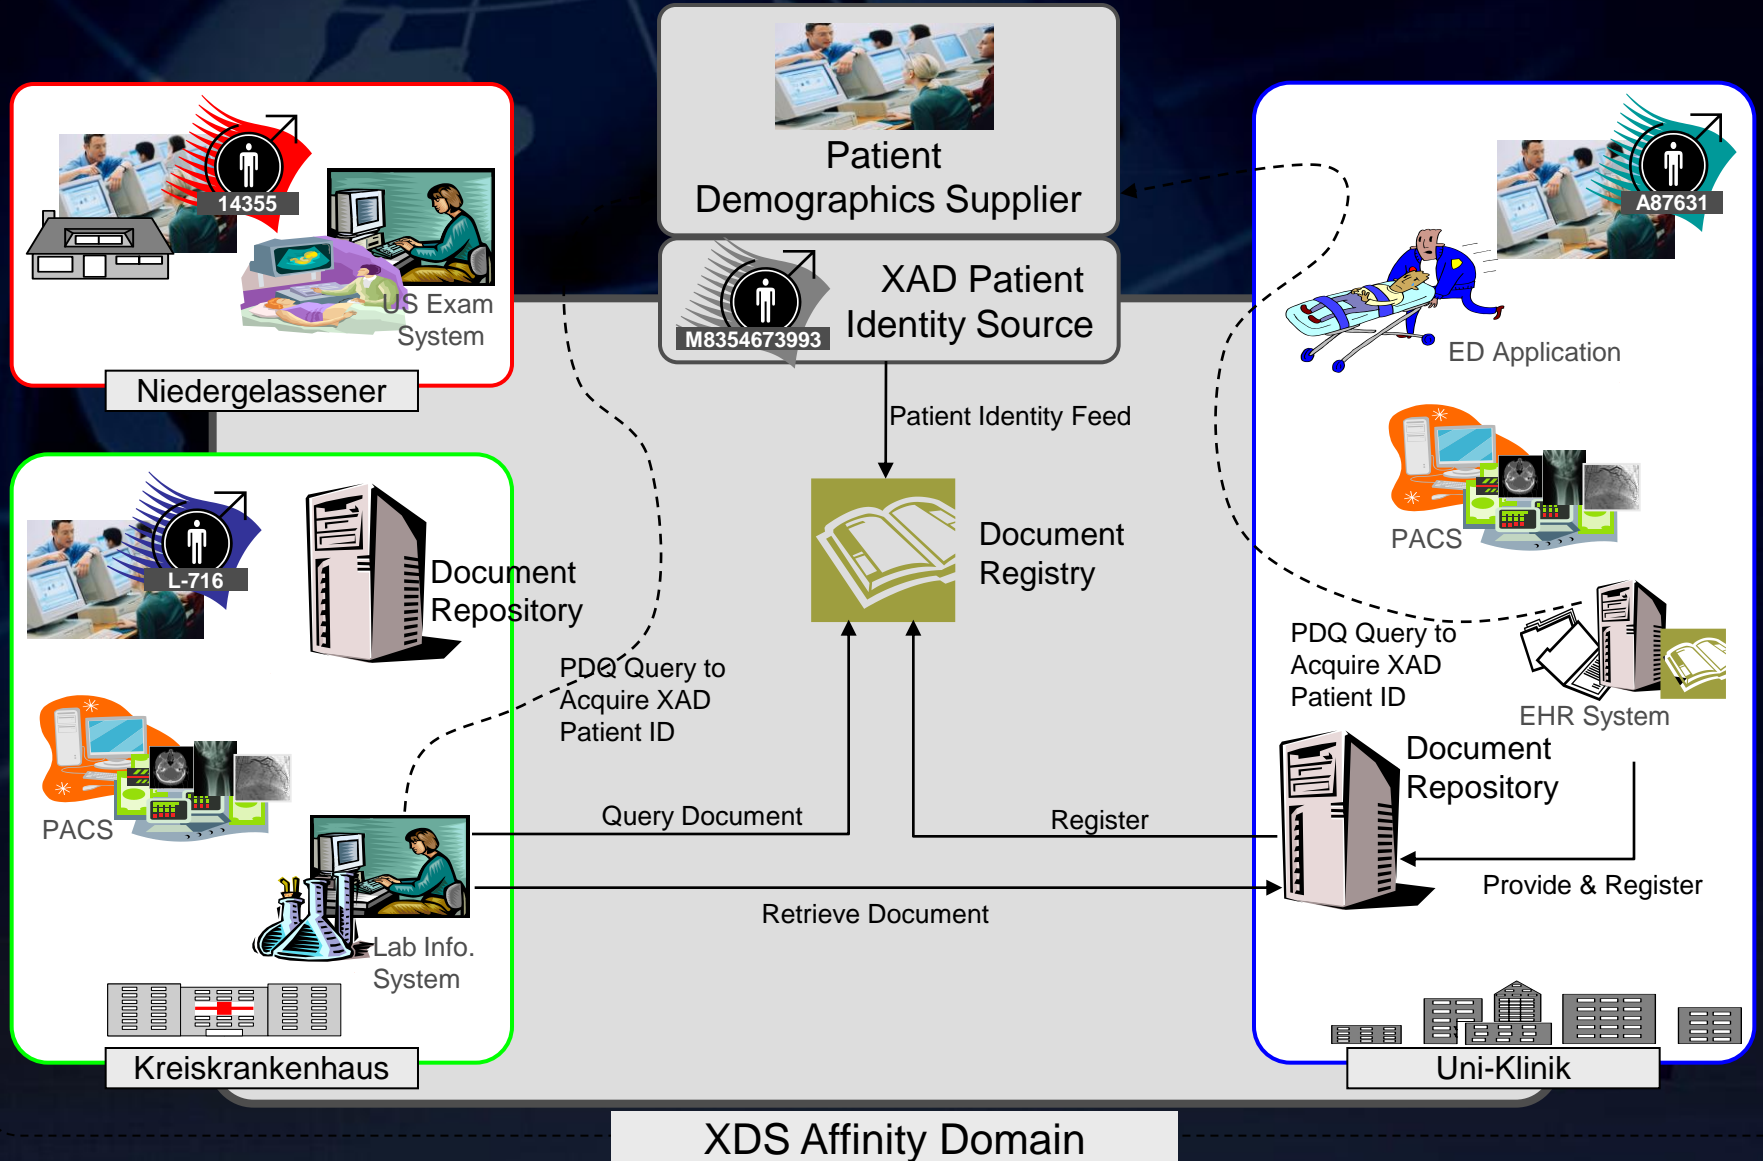 Patient
Demographics Supplier
XAD Patient
Identity Source
M8354673993
14355
US Exam
System
Niedergelassener
A87631
ED Application
PACS
Patient Identity Feed
Document
Registry
L-716
Document
Repository
PDQ Query to
Acquire XAD
Patient ID
PACS
Lab Info.
System
Kreiskrankenhaus
Query Document
Retrieve Document
Register
PDQ Query to
Acquire XAD
Patient ID
EHR System
Document
Repository
Provide & Register
Uni-Klinik
XDS Affinity Domain